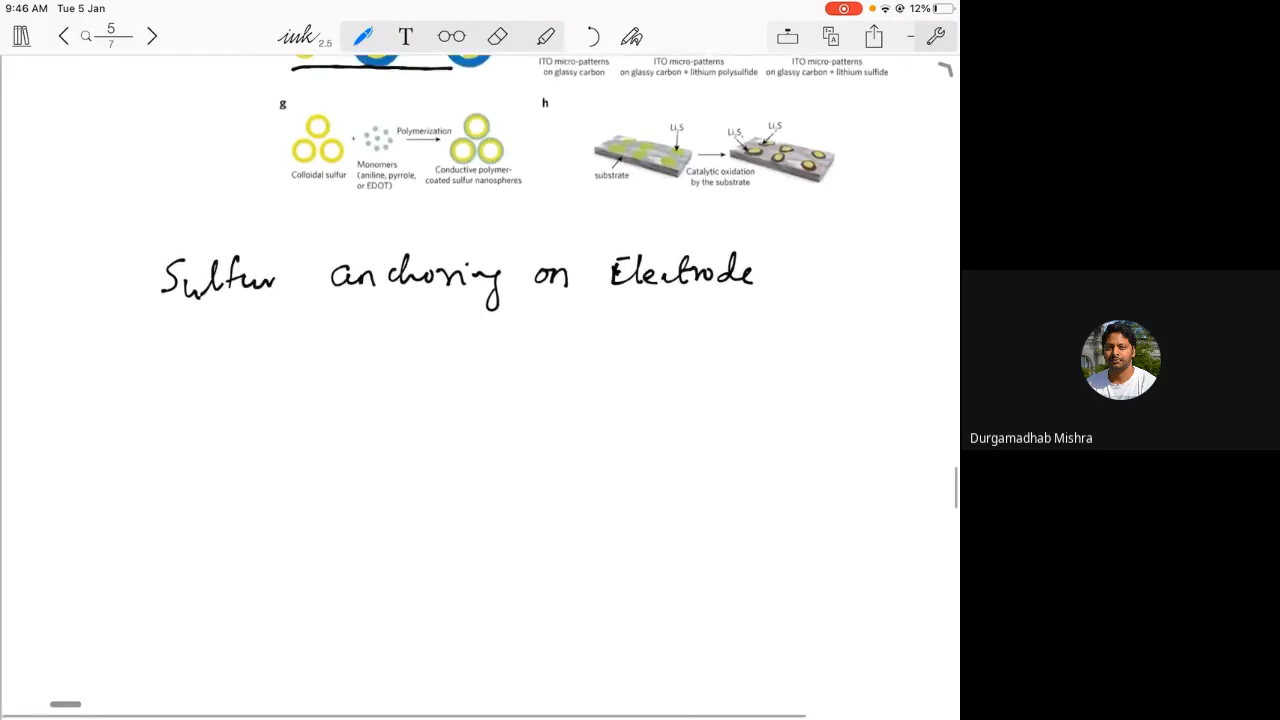 9:46 AM Tue 5 Jan
12%
5
7
ink 2.5
T
ITO micro-patterns
on glassy carbon
ITO micro-patterns
on glassy carbon + lithium polysulfide
ITO micro-patterns
on glassy carbon + lithium sulfide
g
Colloidal sulfur
+
Monomers
(aniline, pyrrole,
or EDOT)
Polymerization
Conductive polymer-
coated sulfur nanospheres
h
Li₂S
substrate
Catalytic oxidation
by the substrate
Li₂S
Sulfur anchoring on Electrode
Durgamadhab Mishra